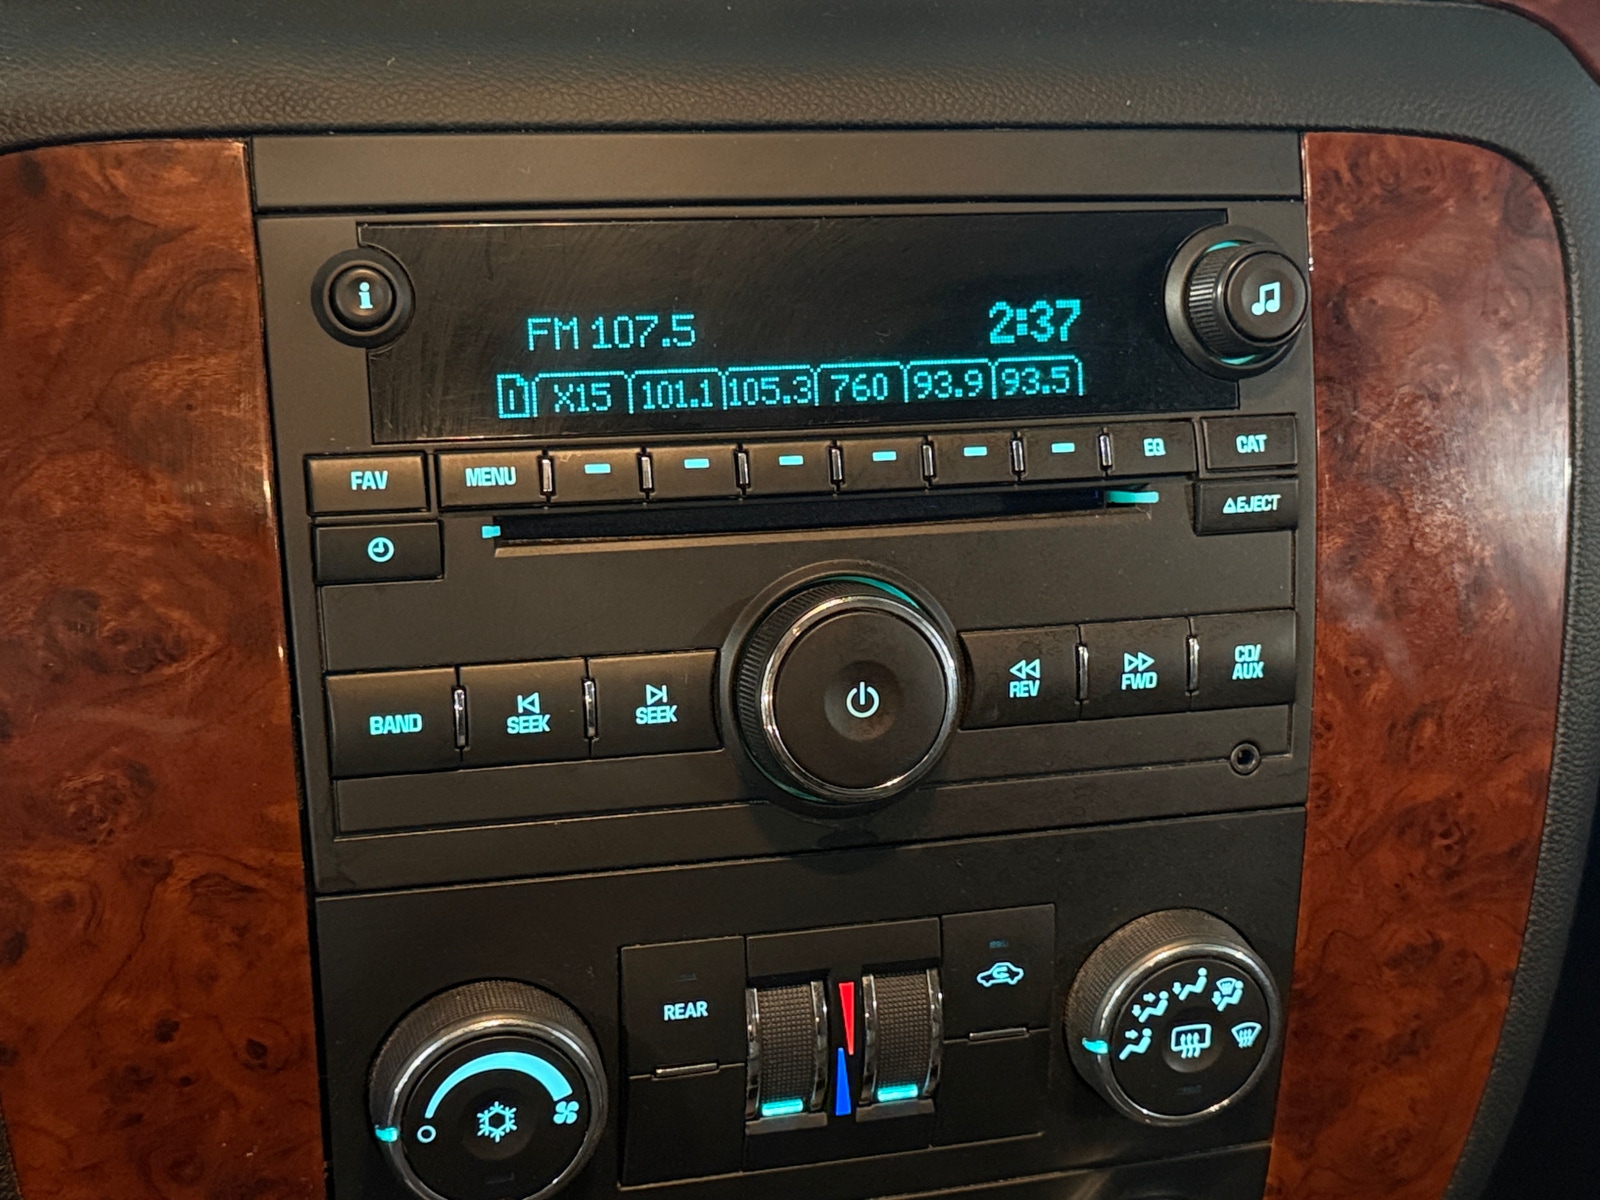 i
FM 107.5 2:37
1 X15 101.1 105.3 760 93.9 93.5
FAV MENU EQ CAT
EJECT
BAND SEEK SEEK REV FWD CD/
AUX
REAR